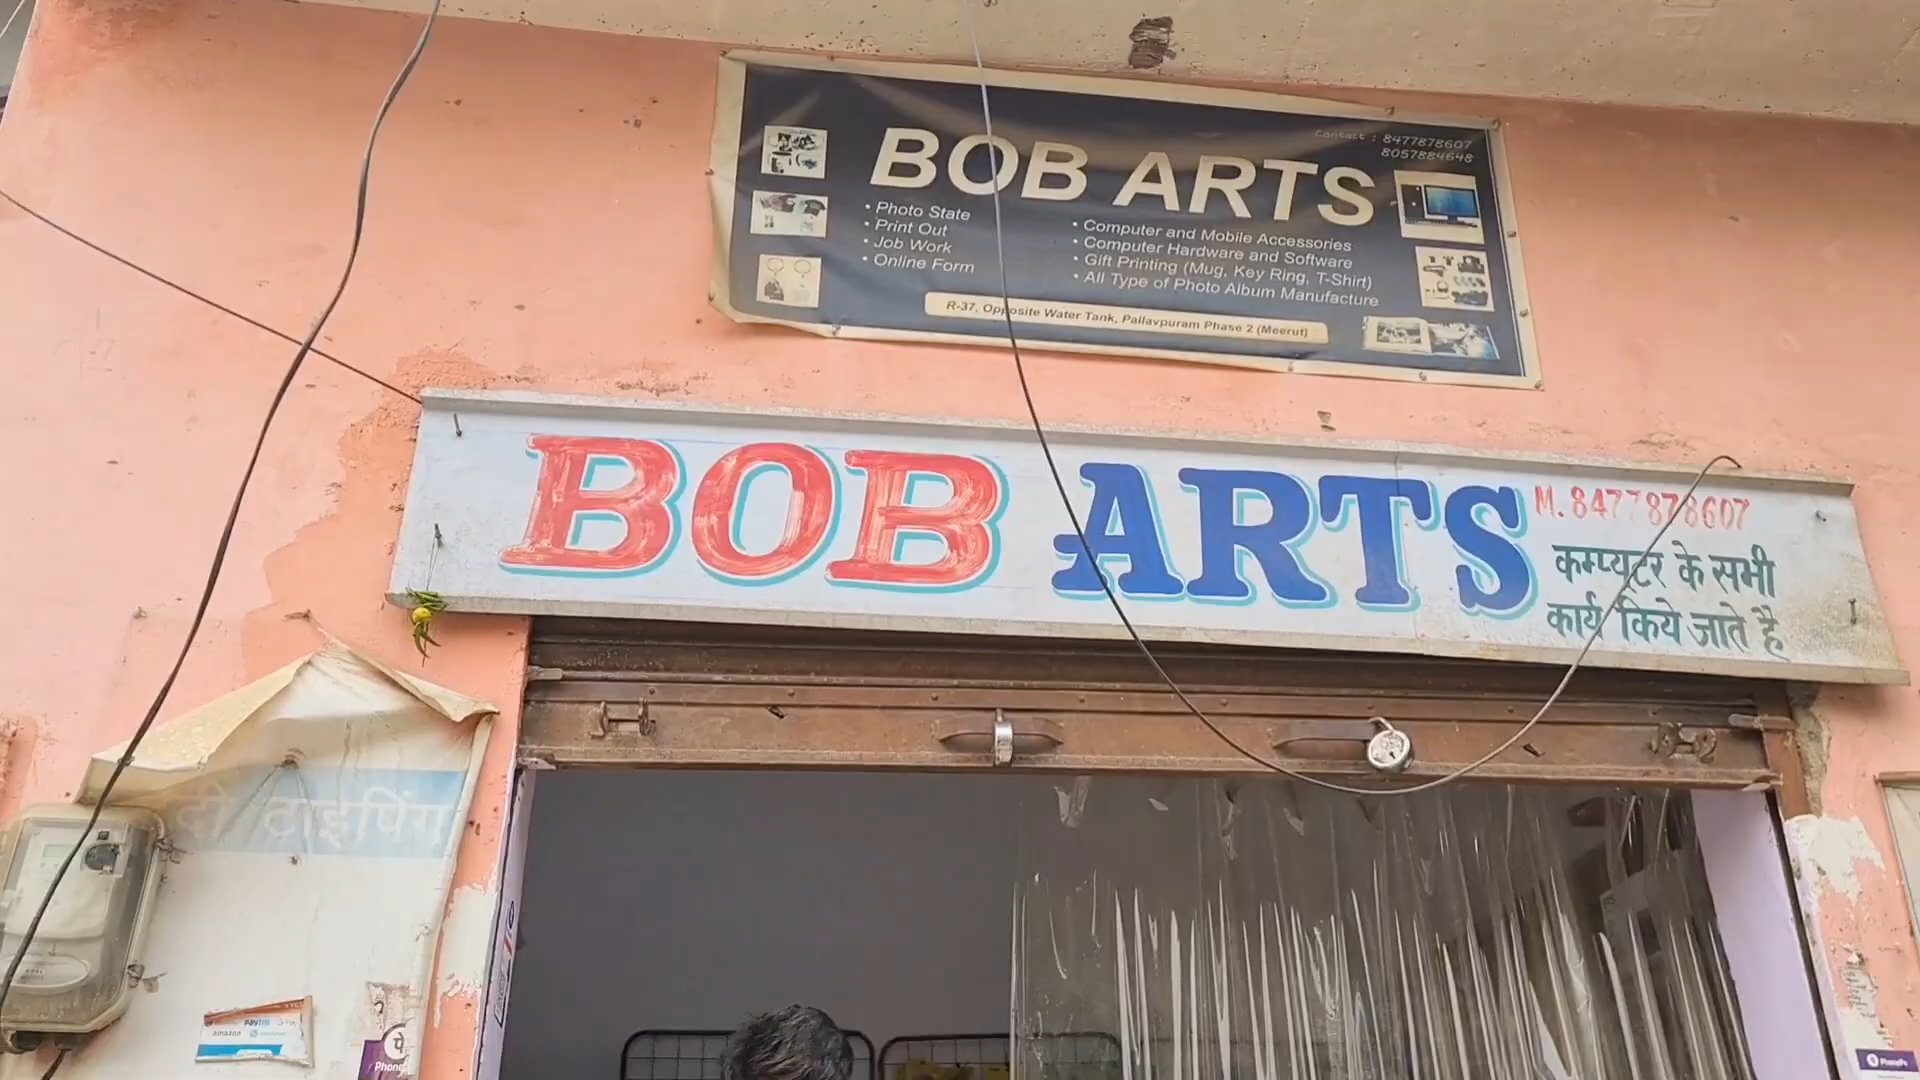 Contact : 8477878607
8057884648
BOB ARTS
• Photo State
• Print Out
• Job Work
• Online Form
• Computer and Mobile Accessories
• Computer Hardware and Software
• Gift Printing (Mug, Key Ring, T-Shirt)
• All Type of Photo Album Manufacture
R-37, Opposite Water Tank, Pallavpuram Phase 2 (Meerut)
BOB ARTS
M. 8477878607
कम्प्यूटर के सभी
कार्य किये जाते है
टाइपिंग
Paytm
amazon
पे
Phone
PhonePe